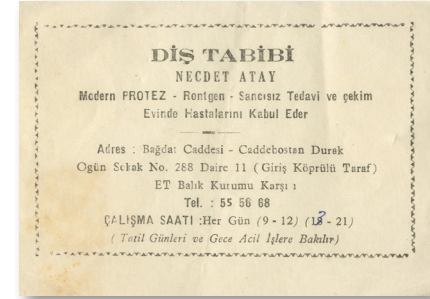 DİŞ TABİBİ
NECDET ATAY
Modern PROTEZ - Rontgen - Sancısız Tedavi ve çekim
Evinde Hastalarını Kabul Eder
Adres : Bağdat Caddesi - Caddebostan Durak
Ogün Sokak No. 288 Daire 11 ( Giriş Köprülü Taraf)
ET Balık Kurumu Karşı ı
Tel. : 55 56 68
ÇALIŞMA SAATI :Her Gün (9 - 12) ( - 21)
( Tatil Günleri ve Gece Acil İşlere Bakılır)